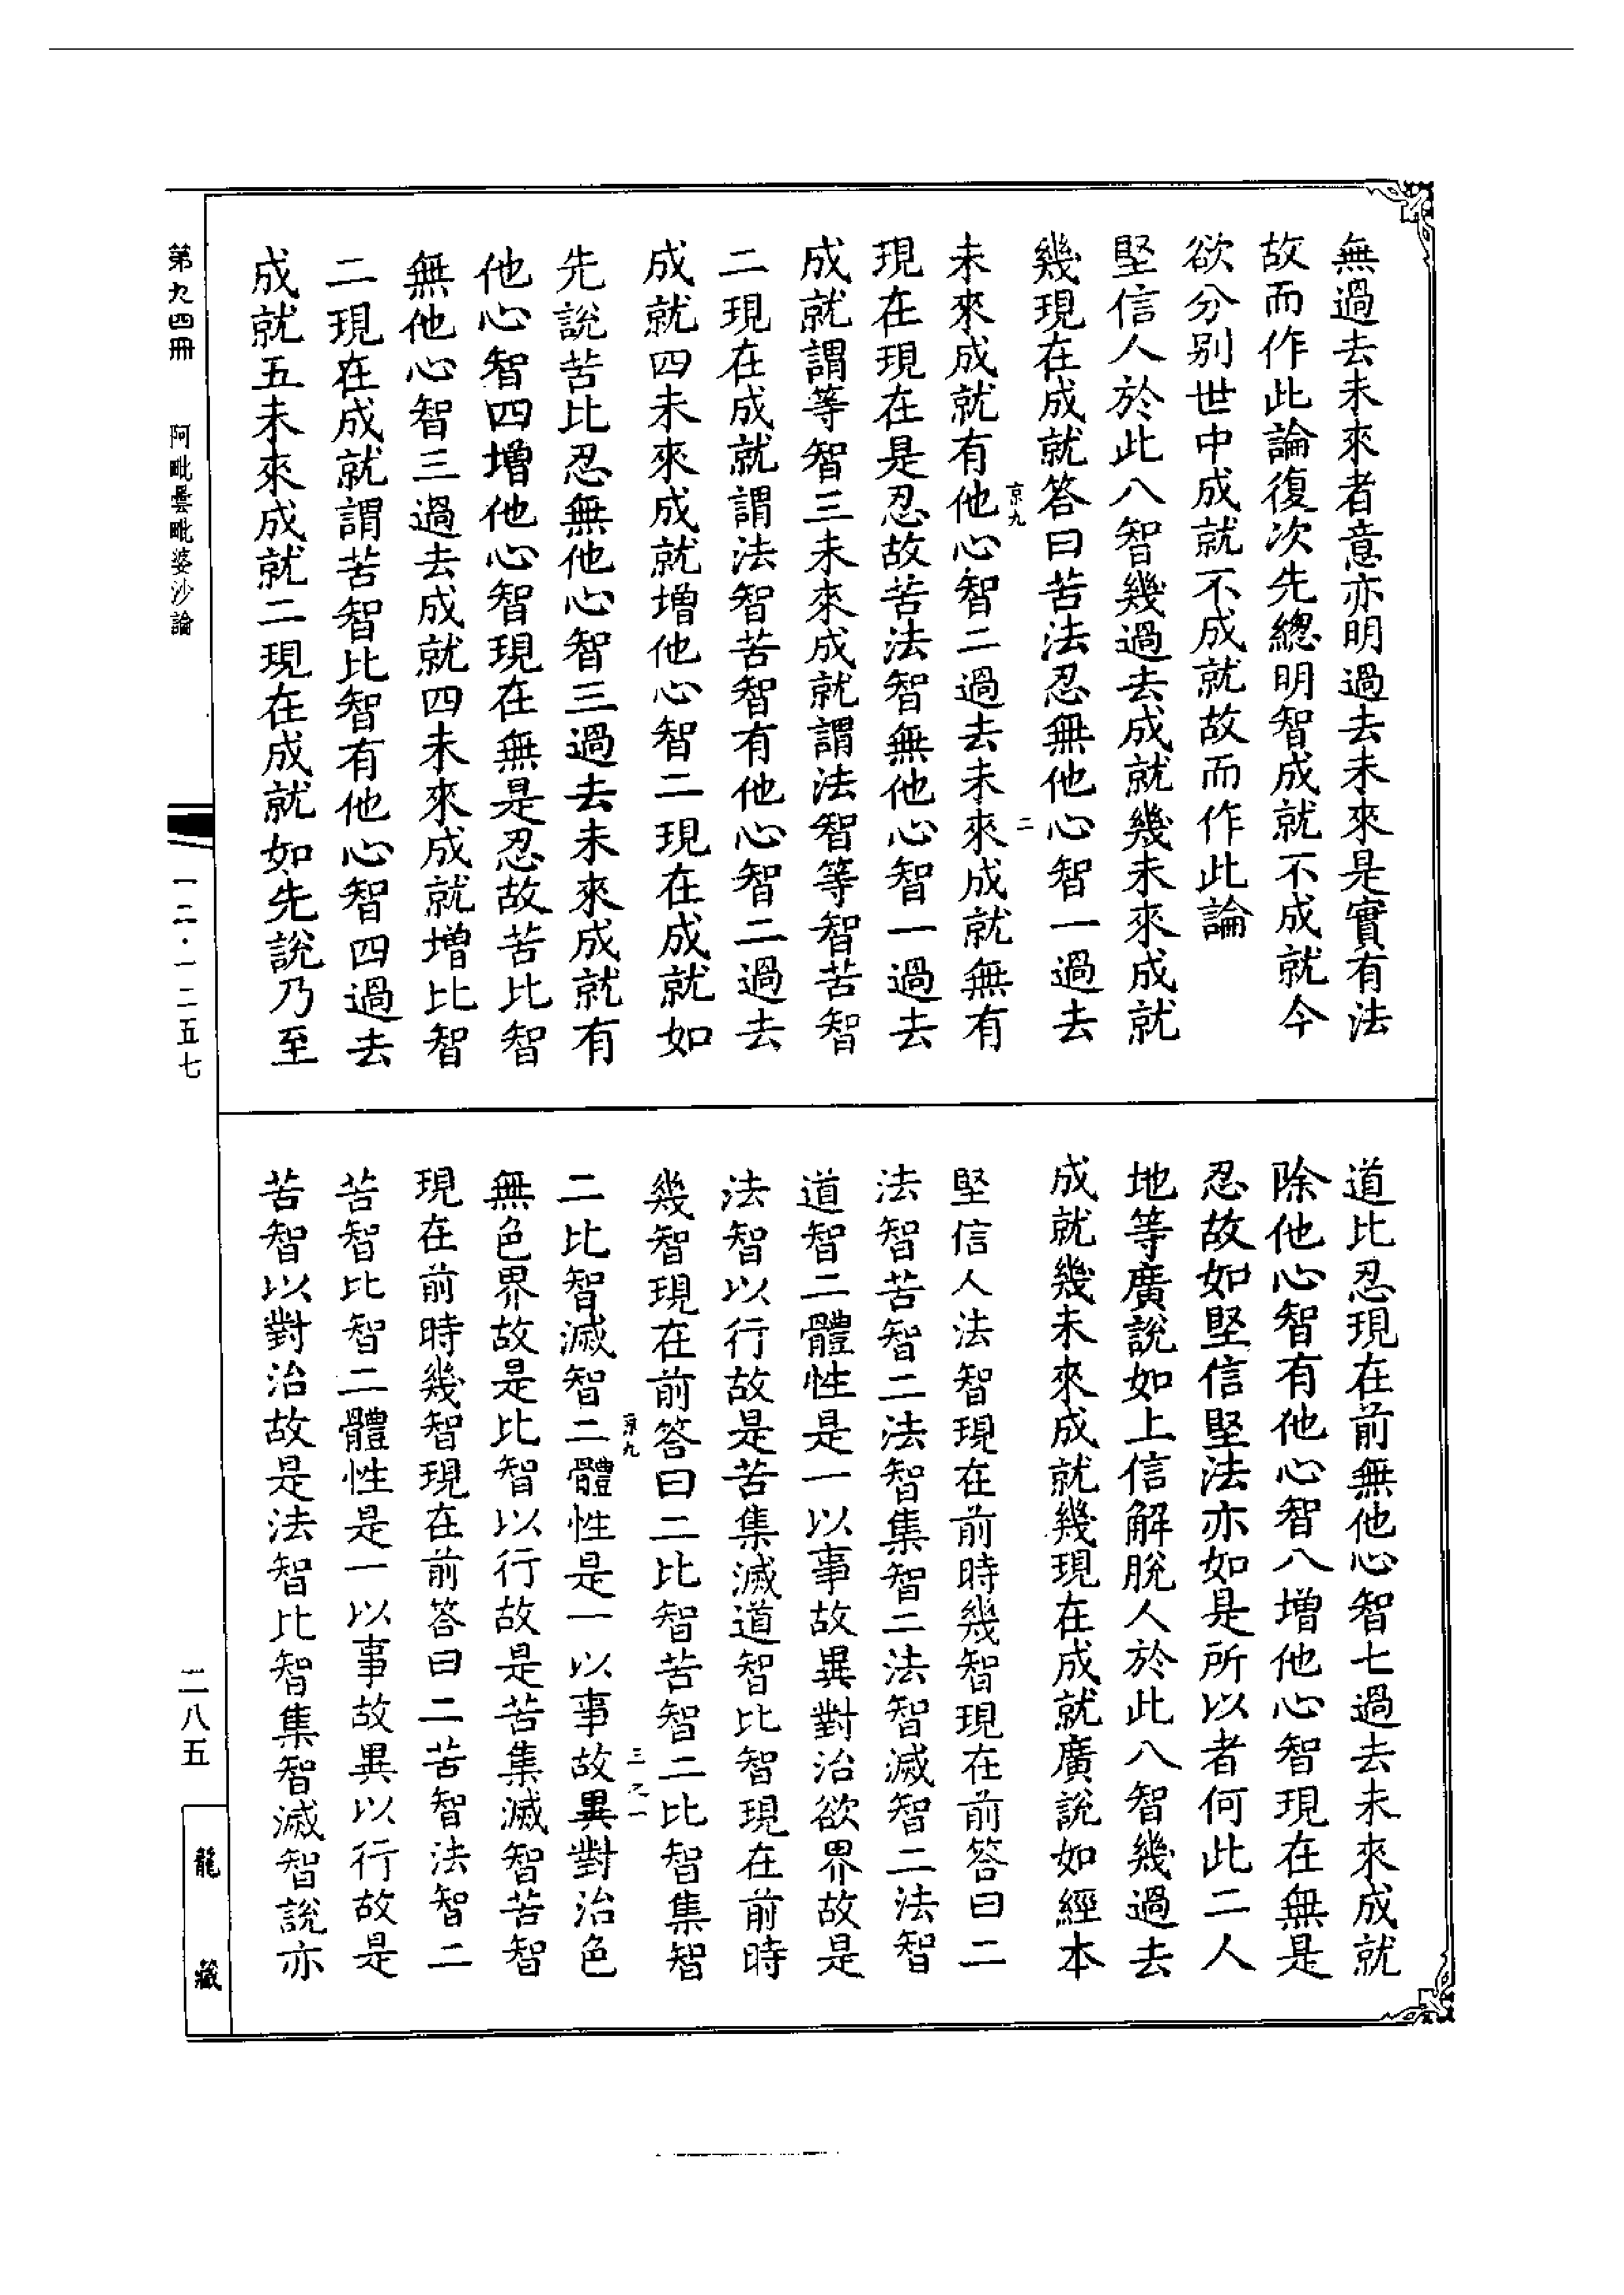 無過去未來者意亦明過去未來是實有法
故而作此論復次先總明智成就不成就今
欲分別世中成就不成就故而作此論
堅信人於此八智幾過去成就幾未來成就
幾現在成就答曰苦法忍無他心智一過去
京九 二
未來成就有他心智二過去未來成就無有
現在現在是忍故苦法智無他心智一過去
成就謂等智三未來成就謂法智等智苦智
二現在成就謂法智苦智有他心智二過去
成就四未來成就增他心智二現在成就如
先說苦比忍無他心智三過去未來成就有
他心智四增他心智現在無是忍故苦比智
無他心智三過去成就四未來成就增比智
二現在成就謂苦智比智有他心智四過去
成就五未來成就二現在成就如先說乃至
道比忍現在前無他心智七過去未來成就
除他心智有他心智八增他心智現在無是
忍故如堅信堅法亦如是所以者何此二人
地等廣說如上信解脫人於此八智幾過去
成就幾未來成就幾現在成就廣說如經本
堅信人法智現在前時幾智現在前答曰二
法智苦智二法智集智二法智滅智二法智
道智二體性是一以事故異對治欲界故是
法智以行故是苦集滅道智比智現在前時
幾智現在前答曰二比智苦智二比智集智
京九 三之一
二比智滅智二體性是一以事故異對治色
無色界故是比智以行故是苦集滅智苦智
現在前時幾智現在前答曰二苦智法智二
苦智比智二體性是一以事故異以行故是
苦智以對治故是法智比智集智滅智說亦
第九四冊 阿毗曇毗婆沙論
一二·一二五七
二八五
龍藏